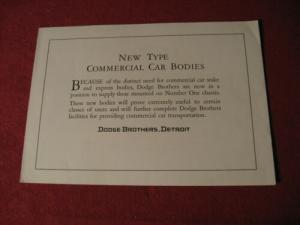 NEW TYPE
COMMERCIAL CAR BODIES
BECAUSE of the distinct need for commercial car stake
and express bodies, Dodge Brothers are now in a
position to supply these mounted on Number One chassis.
These new bodies will prove extremely useful to certain
classes of users and will further complete Dodge Brothers
facilities for providing commercial car transportation.
DODGE BROTHERS, DETROIT